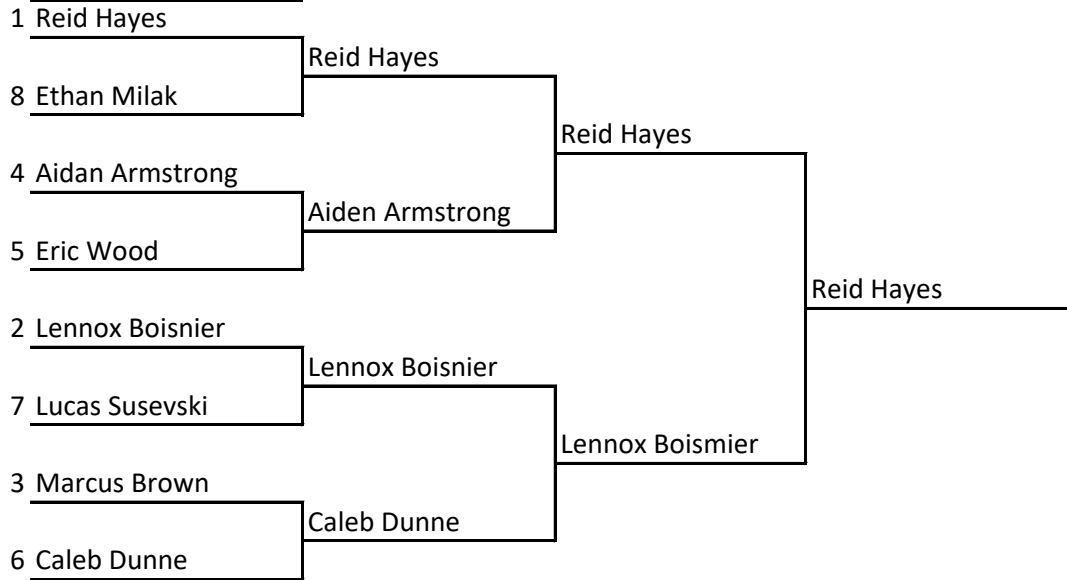 1 Reid Hayes
Reid Hayes
8 Ethan Milak
Reid Hayes
4 Aidan Armstrong
Aiden Armstrong
5 Eric Wood
Reid Hayes
2 Lennox Boisnier
Lennox Boisnier
7 Lucas Susevski
Lennox Boismier
3 Marcus Brown
Caleb Dunne
6 Caleb Dunne